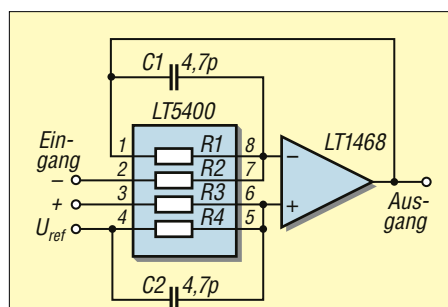 C1 4,7p
LT5400
LT1468
Ein-
gang
1 R1 8
– 2 R2 7
+ 3 R3 6
Uref 4 R4 5
–
+
Aus-
gang
C2 4,7p